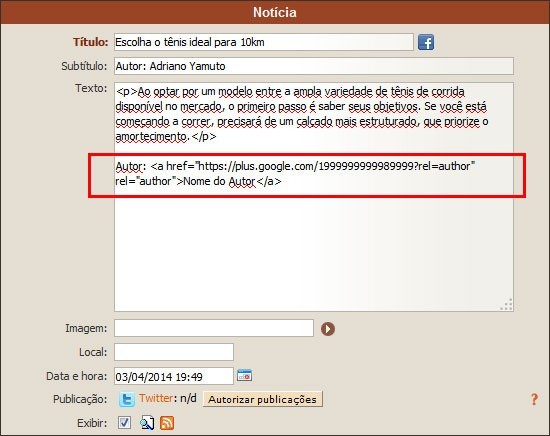 Notícia
Título: Escolha o tênis ideal para 10km
Subtítulo: Autor: Adriano Yamuto
Texto: <p>Ao optar por um modelo entre a ampla variedade de tênis de corrida
disponível no mercado, o primeiro passo é saber seus objetivos. Se você está
começando a correr, precisará de um calçado mais estruturado, que priorize o
amortecimento.</p>
Autor: <a href="https://plus.google.com/1999999999989999?rel=author"
rel="author">Nome do Autor</a>
Imagem:
Local:
Data e hora: 03/04/2014 19:49
Publicação: Twitter: n/d Autorizar publicações ?
Exibir: